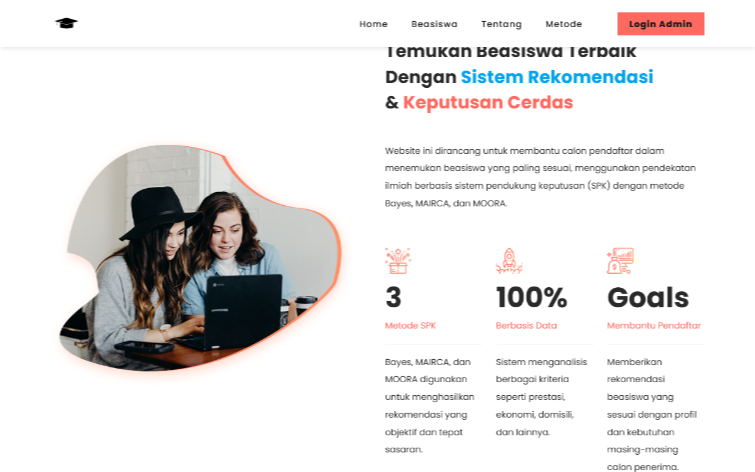 Home Beasiswa Tentang Metode Login Admin
Temukan Beasiswa Terbaik
Dengan Sistem Rekomendasi
& Keputusan Cerdas
Website ini dirancang untuk membantu calon pendaftar dalam
menemukan beasiswa yang paling sesuai, menggunakan pendekatan
ilmiah berbasis sistem pendukung keputusan (SPK) dengan metode
Bayes, MAIRCA, dan MOORA.
3
Metode SPK
Bayes, MAIRCA, dan
MOORA digunakan
untuk menghasilkan
rekomendasi yang
objektif dan tepat
sasaran.
100%
Berbasis Data
Sistem menganalisis
berbagai kriteria
seperti prestasi,
ekonomi, domisili,
dan lainnya.
Goals
Membantu Pendaftar
Memberikan
rekomendasi
beasiswa yang
sesuai dengan profil
dan kebutuhan
masing-masing
calon penerima.